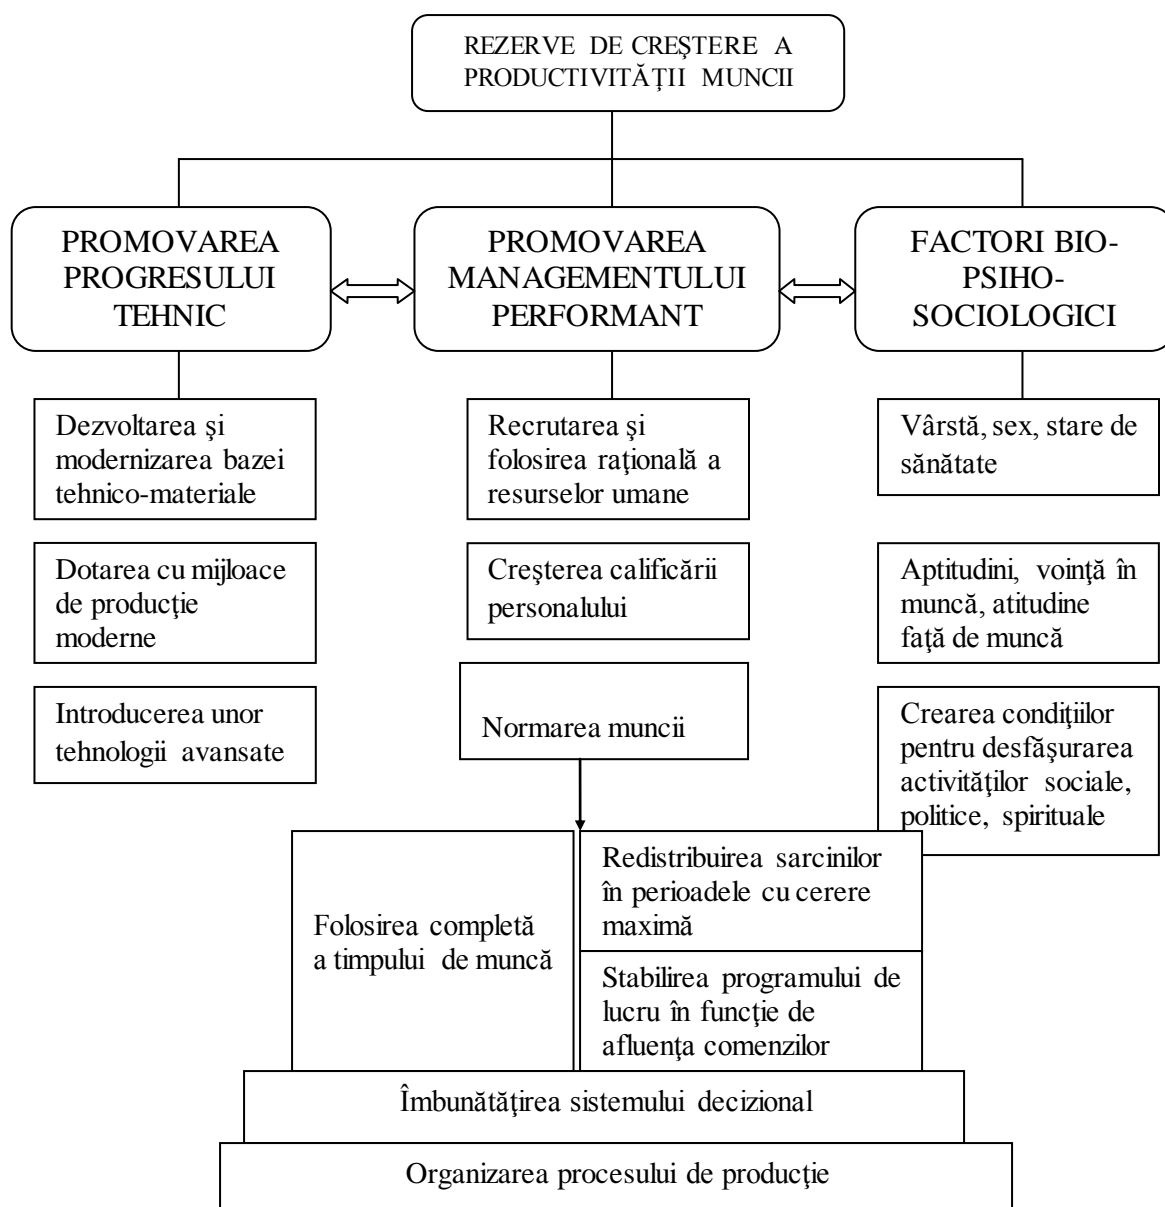 REZERVE DE CREŞTERE A
PRODUCTIVITĂŢII MUNCII
PROMOVAREA
PROGRESULUI
TEHNIC
PROMOVAREA
MANAGEMENTULUI
PERFORMANT
FACTORI BIO-
PSIHO-
SOCIOLOGICI
Dezvoltarea şi
modernizarea bazei
tehnico-materiale
Dotarea cu mijloace
de producţie
moderne
Introducerea unor
tehnologii avansate
Recrutarea şi
folosirea raţională a
resurselor umane
Creşterea calificării
personalului
Normarea muncii
Vârstă, sex, stare de
sănătate
Aptitudini, voinţă în
muncă, atitudine
faţă de muncă
Crearea condiţiilor
pentru desfăşurarea
activităţilor sociale,
politice, spirituale
Folosirea completă
a timpului de muncă
Redistribuirea sarcinilor
în perioadele cu cerere
maximă
Stabilirea programului de
lucru în funcţie de
afluenţa comenzilor
Îmbunătăţirea sistemului decizional
Organizarea procesului de producţie